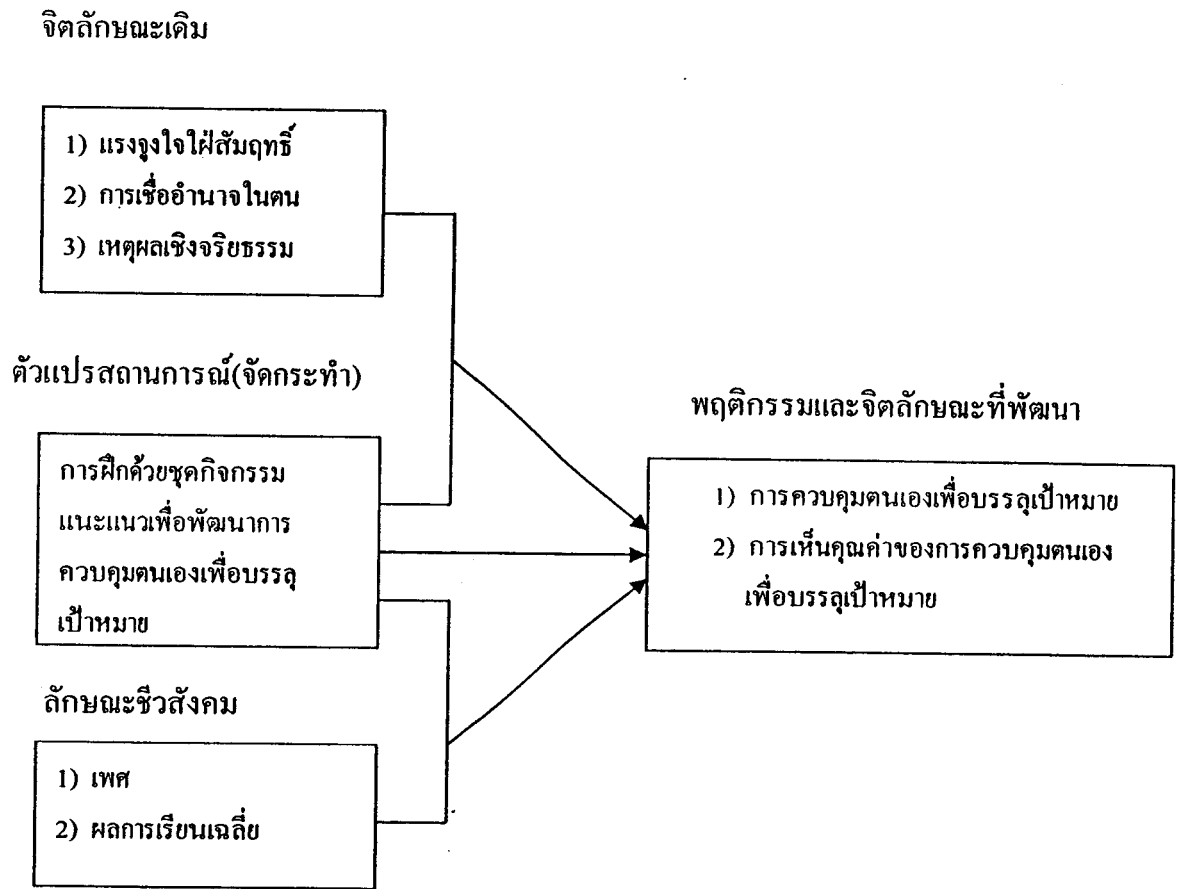 จิตลักษณะเดิม
1) แรงจูงใจใฝ่สัมฤทธิ์
2) การเชื่ออำนาจในตน
3) เหตุผลเชิงจริยธรรม
ตัวแปรสถานการณ์(จัดกระทำ)
การฝึกด้วยชุดกิจกรรม
แนะแนวเพื่อพัฒนาการ
ควบคุมตนเองเพื่อบรรลุ
เป้าหมาย
พฤติกรรมและจิตลักษณะที่พัฒนา
1) การควบคุมตนเองเพื่อบรรลุเป้าหมาย
2) การเห็นคุณค่าของการควบคุมตนเอง
เพื่อบรรลุเป้าหมาย
ลักษณะชีวสังคม
1) เพศ
2) ผลการเรียนเฉลี่ย